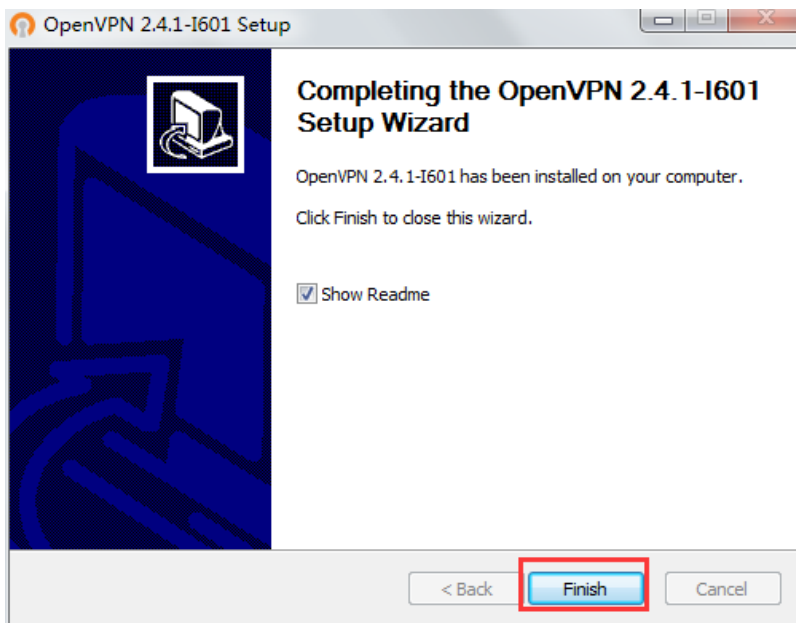 OpenVPN 2.4.1-I601 Setup
Completing the OpenVPN 2.4.1-I601
Setup Wizard
OpenVPN 2.4.1-I601 has been installed on your computer.
Click Finish to close this wizard.
Show Readme
< Back
Finish
Cancel